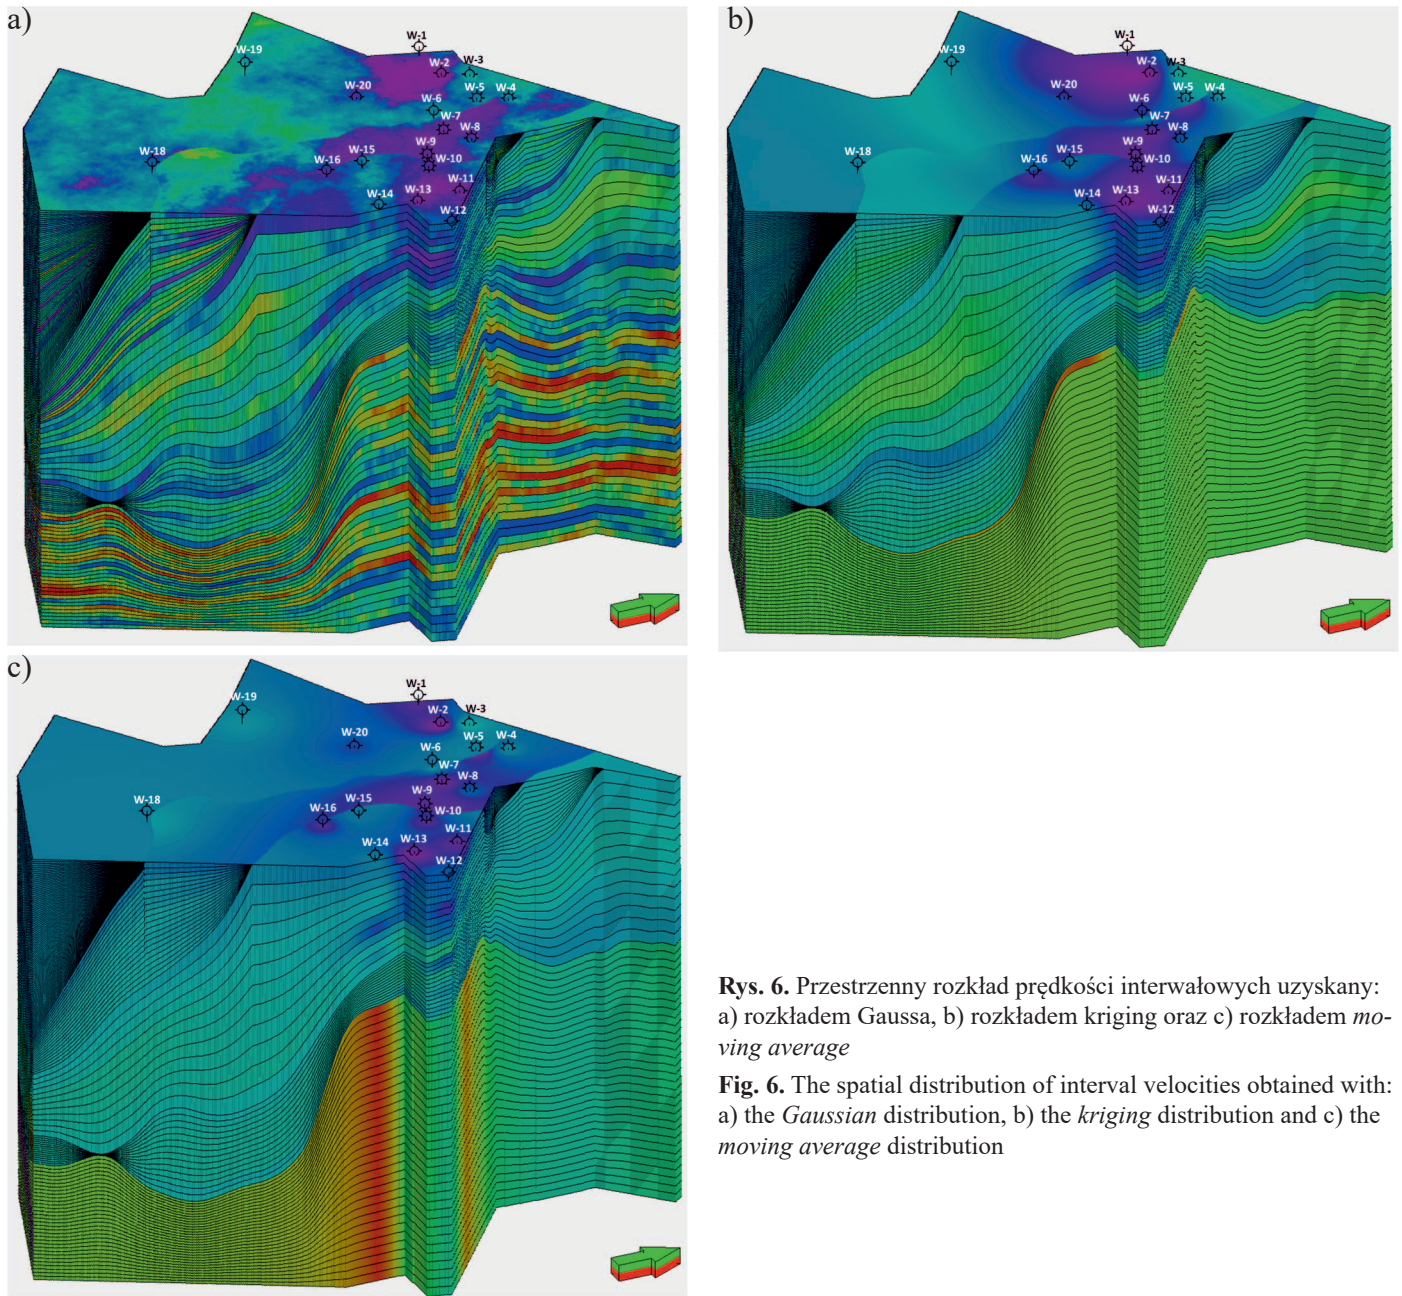 a)
W-1
W-19
W-2
W-3
W-20
W-5
W-4
W-6
W-7
W-8
W-9
W-18
W-15
W-10
W-16
W-11
W-14
W-13
W-12
b)
W-1
W-19
W-2
W-3
W-20
W-5
W-4
W-6
W-7
W-8
W-9
W-18
W-15
W-10
W-16
W-11
W-14
W-13
W-12
c)
W-1
W-19
W-2
W-3
W-20
W-5
W-4
W-6
W-7
W-8
W-9
W-18
W-15
W-10
W-16
W-11
W-14
W-13
W-12
Rys. 6. Przestrzenny rozkład prędkości interwałowych uzyskany:
a) rozkładem Gaussa, b) rozkładem kriging oraz c) rozkładem mo-
ving average
Fig. 6. The spatial distribution of interval velocities obtained with:
a) the Gaussian distribution, b) the kriging distribution and c) the
moving average distribution